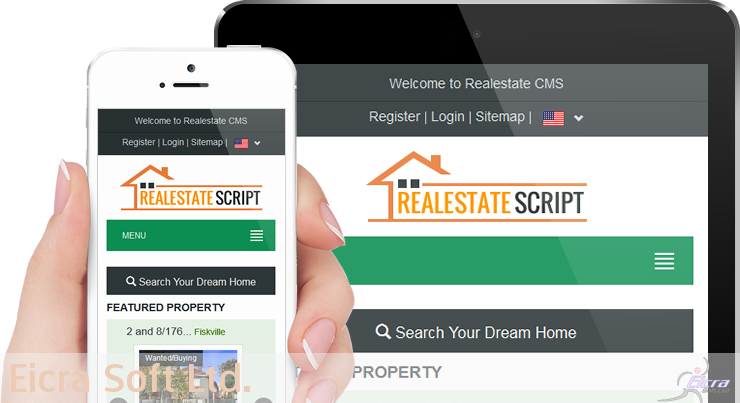 Welcome to Realestate CMS
Register | Login | Sitemap |
REALESTATE SCRIPT
MENU
Search Your Dream Home
FEATURED PROPERTY
2 and 8/176... Fiskville
Wanted/Buying
Welcome to Realestate CMS
Register | Login | Sitemap |
REALESTATE SCRIPT
Search Your Dream Home
PROPERTY
Eicra Soft Ltd.
Eicra